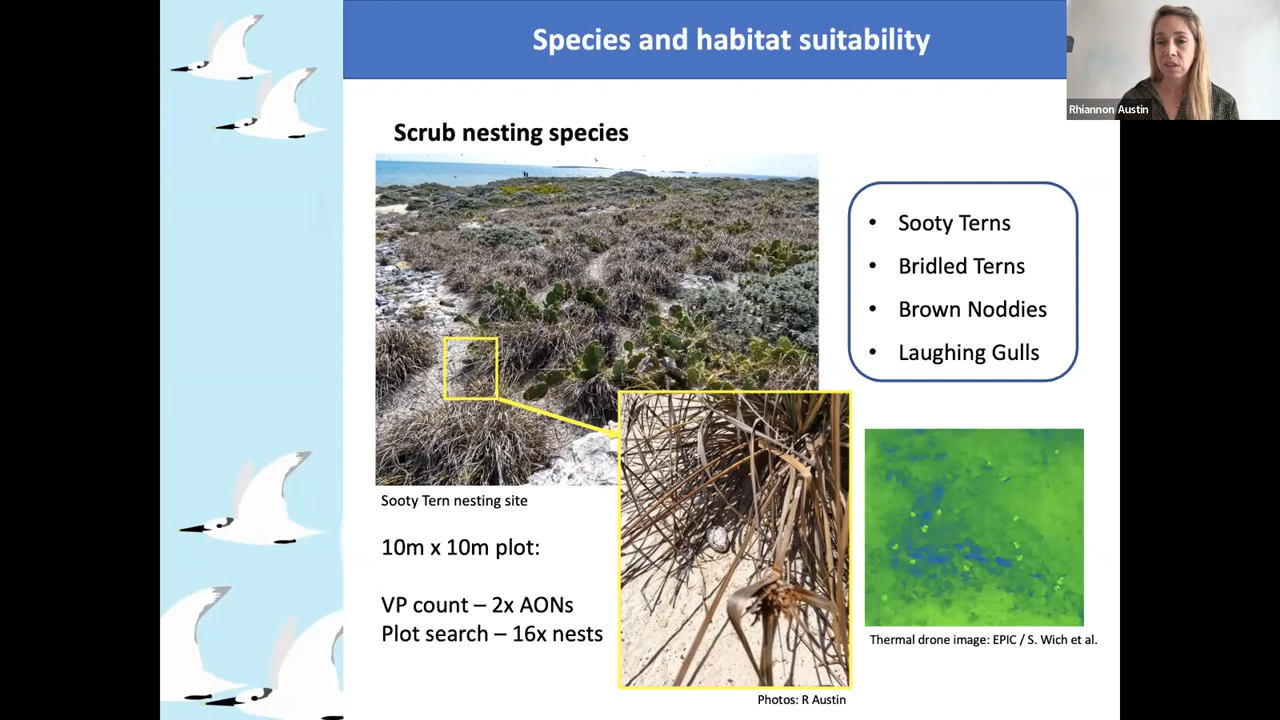 Species and habitat suitability
Rhiannon Austin
Scrub nesting species
• Sooty Terns
• Bridled Terns
• Brown Noddies
• Laughing Gulls
Sooty Tern nesting site
10m x 10m plot:
VP count – 2x AONs
Plot search – 16x nests
Thermal drone image: EPIC / S. Wich et al.
Photos: R Austin